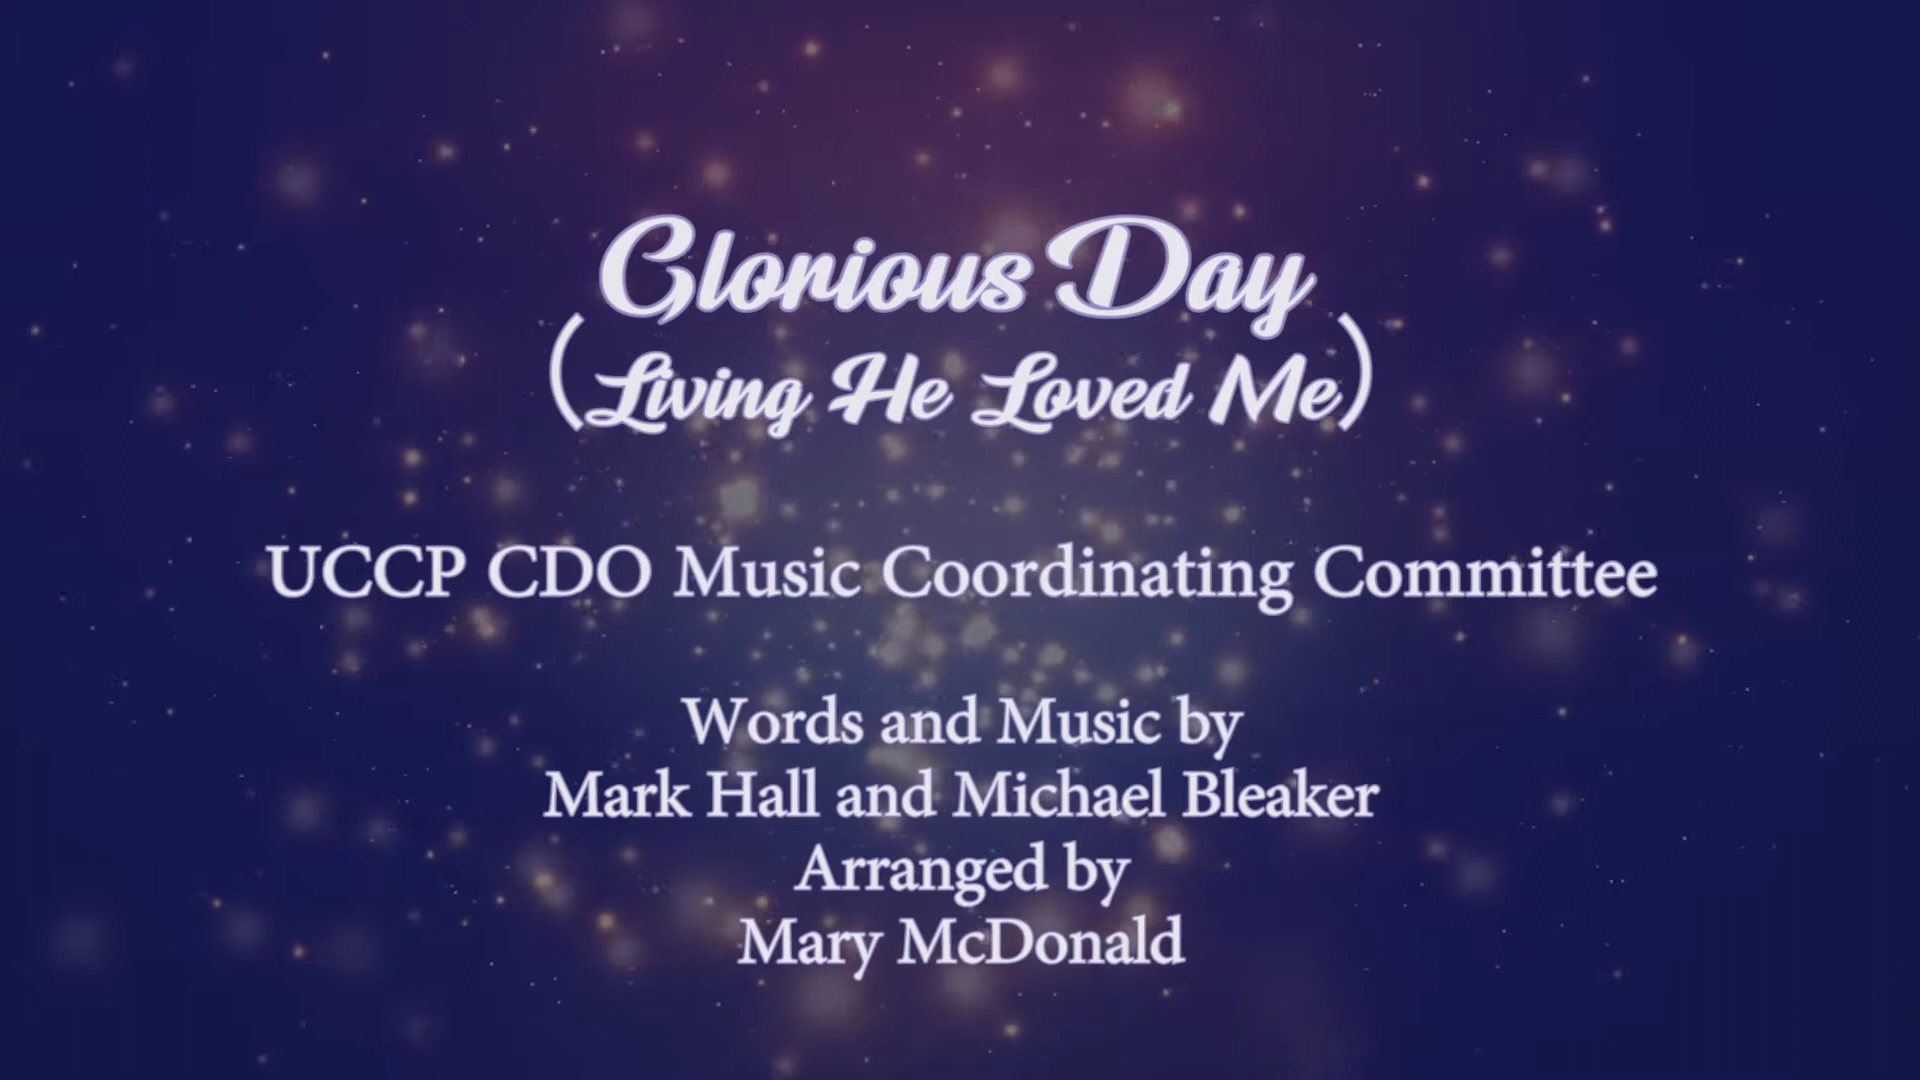 Glorious Day
(Living He Loved Me)
UCCP CDO Music Coordinating Committee
Words and Music by
Mark Hall and Michael Bleaker
Arranged by
Mary McDonald